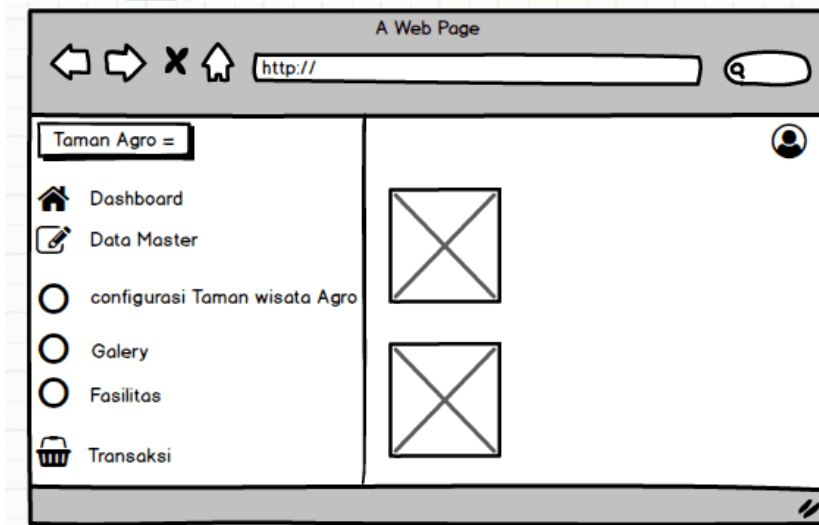 A Web Page
http://
Taman Agro =
Dashboard
Data Master
configurasi Taman wisata Agro
Galery
Fasilitas
Transaksi